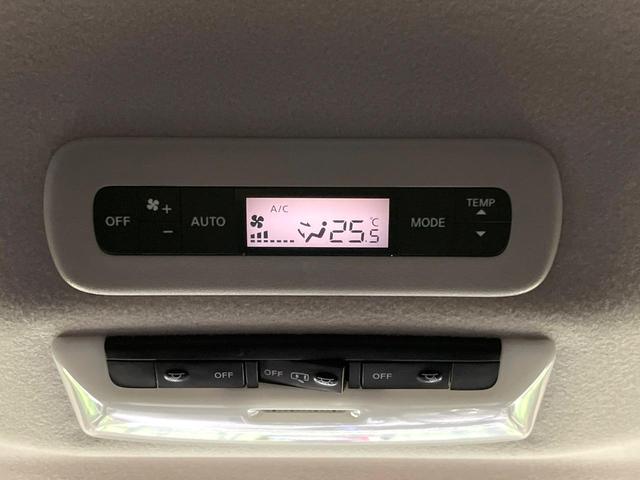 OFF + - AUTO A/C 25.5 °C MODE TEMP
OFF OFF OFF